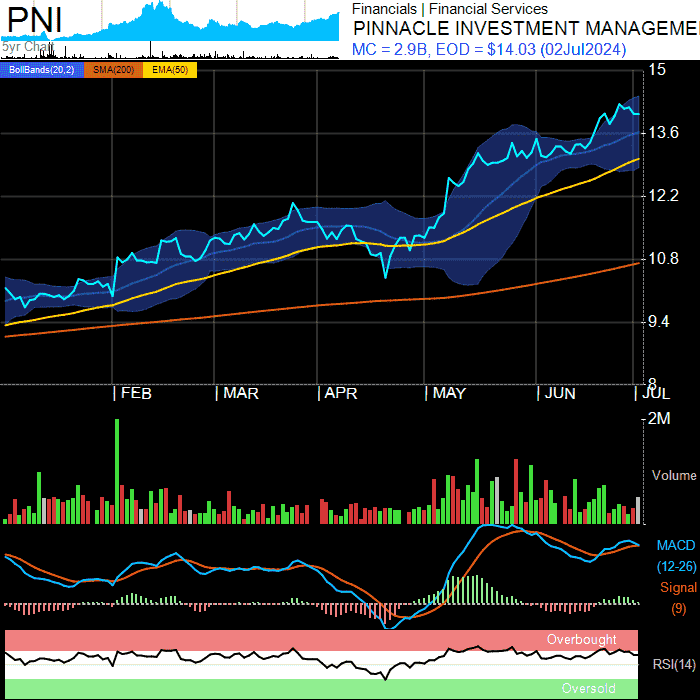 PNI
5yr Chart
Financials | Financial Services
PINNACLE INVESTMENT MANAGEME
MC = 2.9B, EOD = $14.03 (02Jul2024)
BollBands(20,2) SMA(200) EMA(50)
15
13.6
12.2
10.8
9.4
8
| FEB | MAR | APR | MAY | JUN | JUL
2M
Volume
MACD
(12-26)
Signal
(9)
Overbought
RSI(14)
Oversold